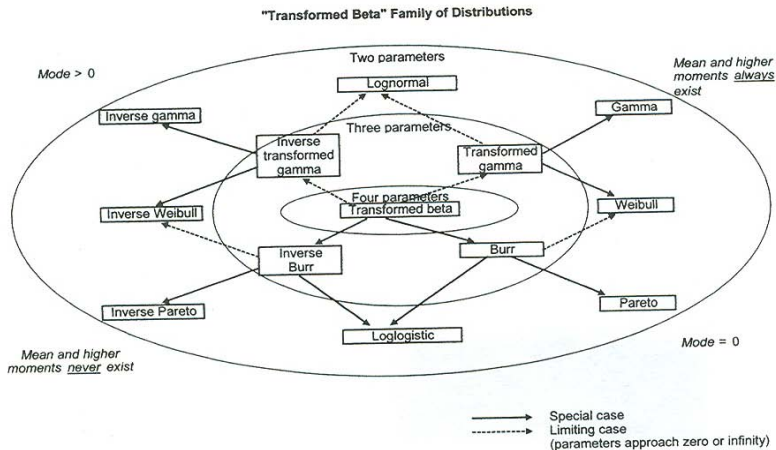 "Transformed Beta" Family of Distributions
Two parameters
Mode > 0
Mean and higher
moments always
exist
Lognormal
Inverse gamma
Gamma
Three parameters
Inverse
transformed
gamma
Transformed
gamma
Four parameters
Transformed beta
Inverse Weibull
Weibull
Inverse
Burr
Burr
Inverse Pareto
Pareto
Loglogistic
Mean and higher
moments never exist
Mode = 0
Special case
Limiting case
(parameters approach zero or infinity)